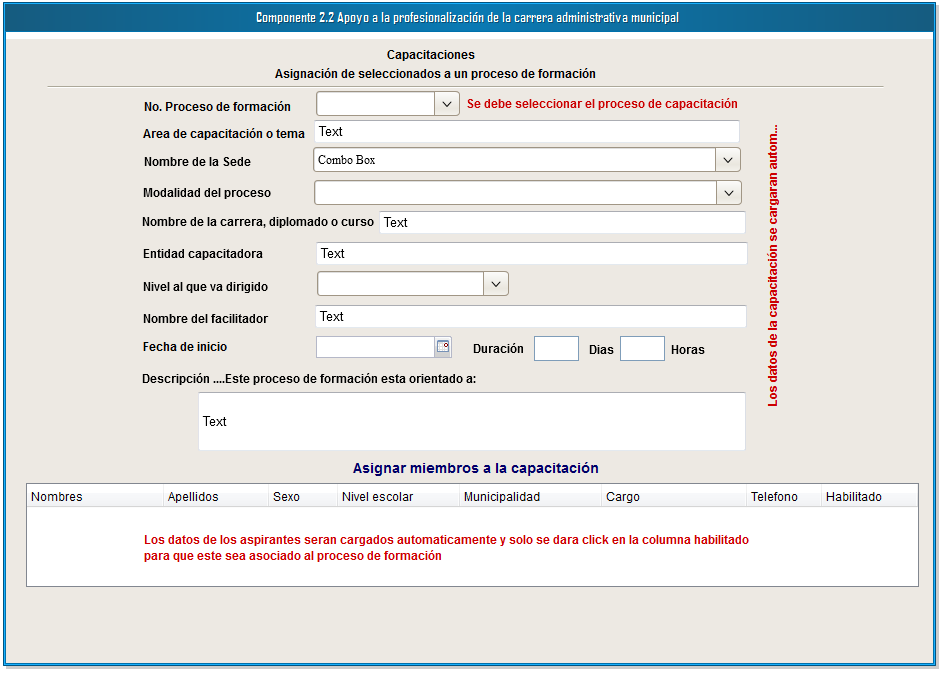 Componente 2.2 Apoyo a la profesionalización de la carrera administrativa municipal
Capacitaciones
Asignación de seleccionados a un proceso de formación
No. Proceso de formación Se debe seleccionar el proceso de capacitación
Area de capacitación o tema Text
Nombre de la Sede Combo Box
Modalidad del proceso
Nombre de la carrera, diplomado o curso Text
Entidad capacitadora Text
Nivel al que va dirigido
Nombre del facilitador Text
Fecha de inicio Duración Dias Horas
Los datos de la capacitación se cargaran autom...
Descripción ....Este proceso de formación esta orientado a:
Text
Asignar miembros a la capacitación
Nombres Apellidos Sexo Nivel escolar Municipalidad Cargo Telefono Habilitado
Los datos de los aspirantes seran cargados automaticamente y solo se dara click en la columna habilitado
para que este sea asociado al proceso de formación